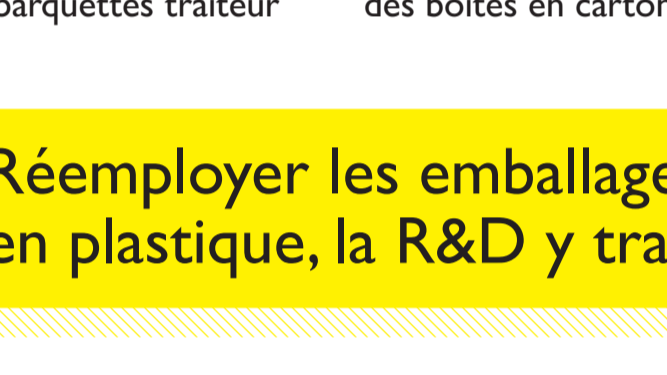 barquettes traiteur des boîtes en carton
Réemployer les emballage
en plastique, la R&D y tra